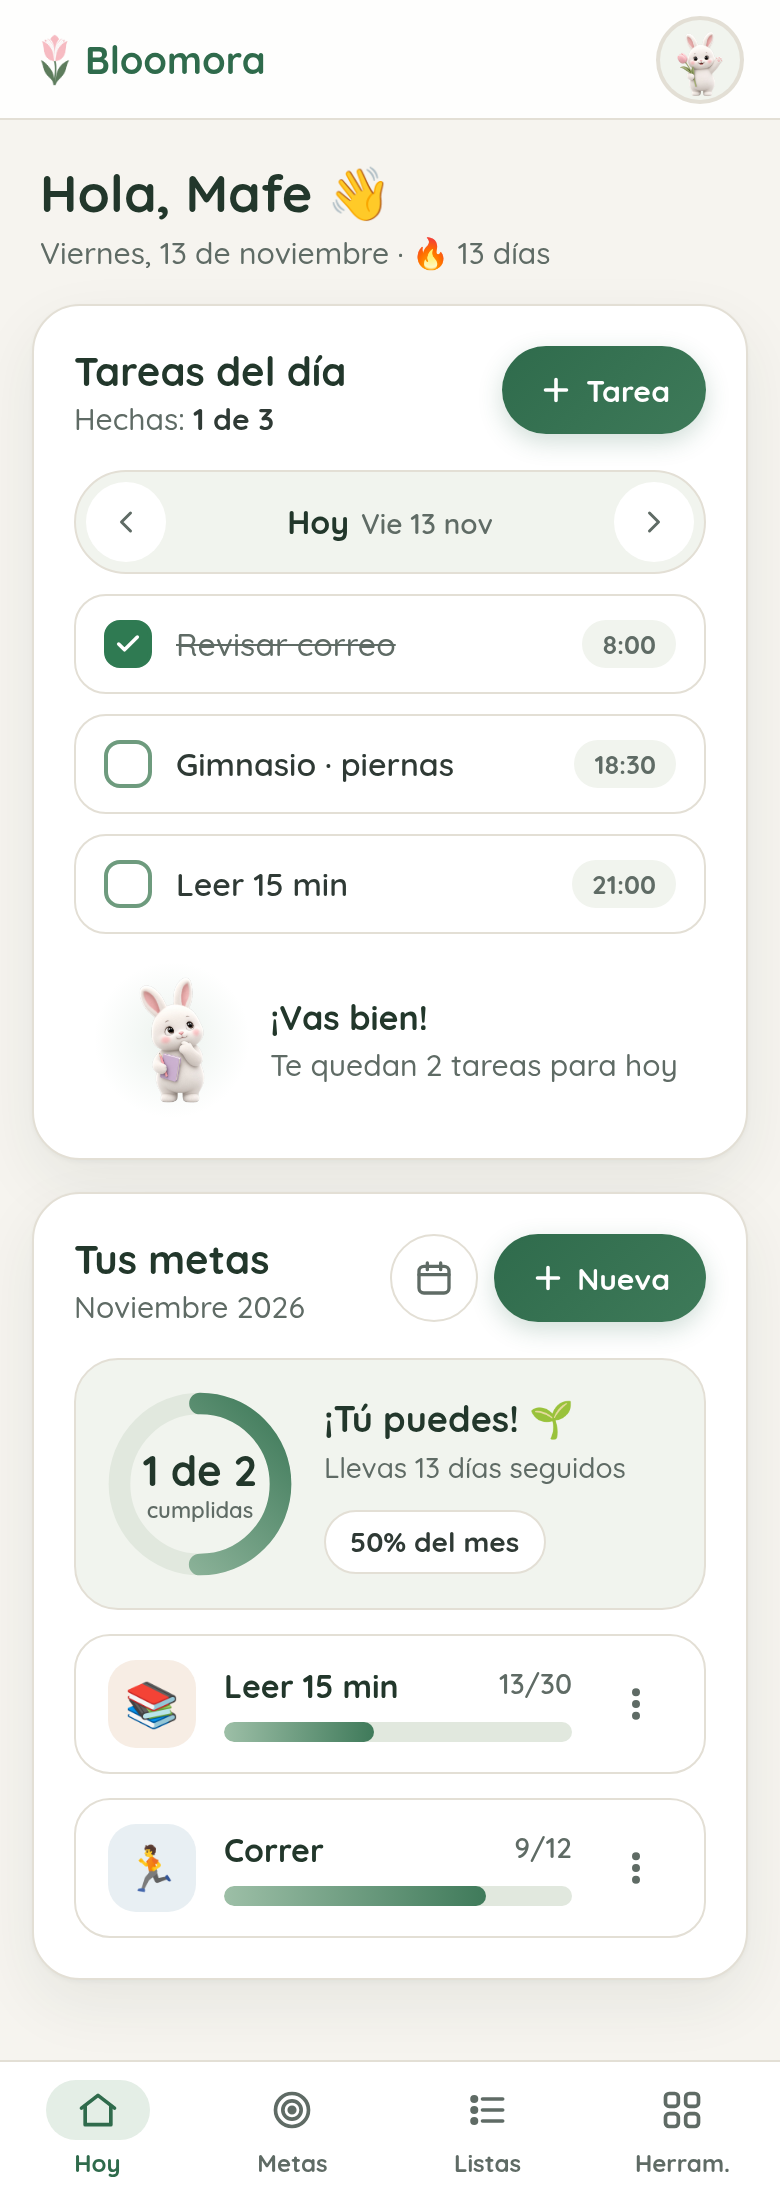 Bloomora
Hola, Mafe 👋
Viernes, 13 de noviembre · 🔥 13 días
Tareas del día
Hechas: 1 de 3
+ Tarea
Hoy Vie 13 nov
Revisar correo 8:00
Gimnasio · piernas 18:30
Leer 15 min 21:00
¡Vas bien!
Te quedan 2 tareas para hoy
Tus metas
Noviembre 2026
+ Nueva
1 de 2
cumplidas
¡Tú puedes! 🌱
Llevas 13 días seguidos
50% del mes
Leer 15 min 13/30
Correr 9/12
Hoy Metas Listas Herram.